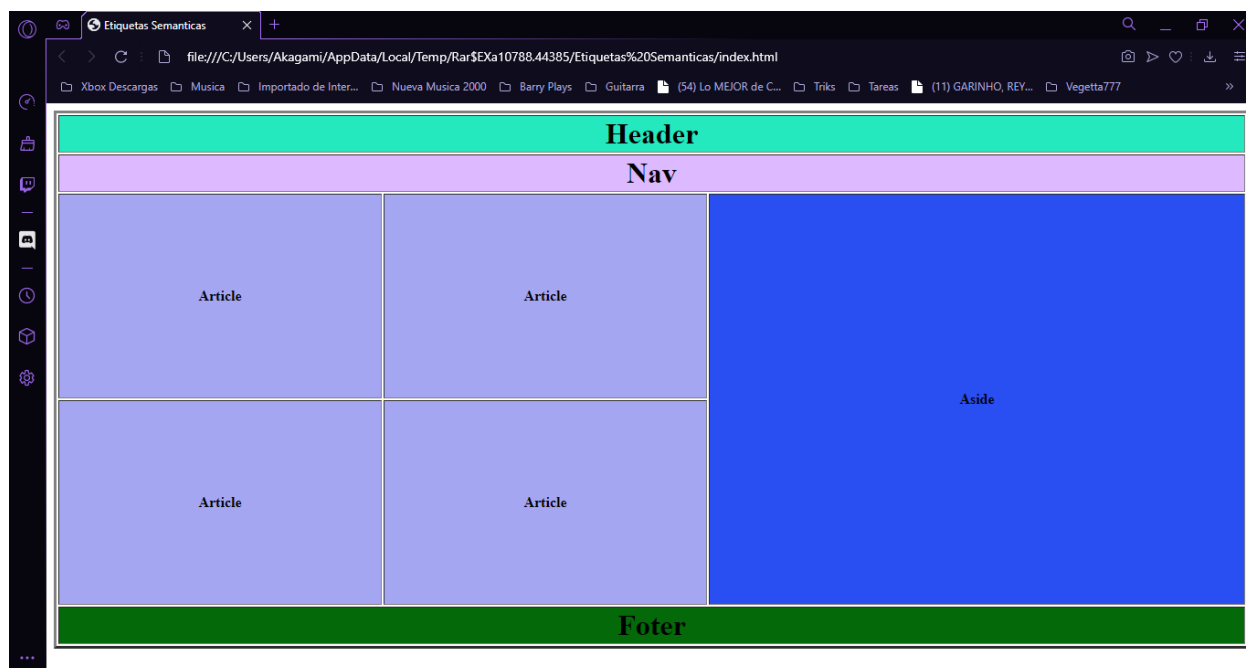 Etiquetas Semanticas
file:///C:/Users/Akagami/AppData/Local/Temp/Rar$EXa10788.44385/Etiquetas%20Semanticas/index.html
Xbox Descargas Musica Importado de Inter... Nueva Musica 2000 Barry Plays Guitarra (54) Lo MEJOR de C... Triks Tareas (11) GARINHO, REY... Vegetta777
Header
Nav
Article Article
Aside
Article Article
Foter